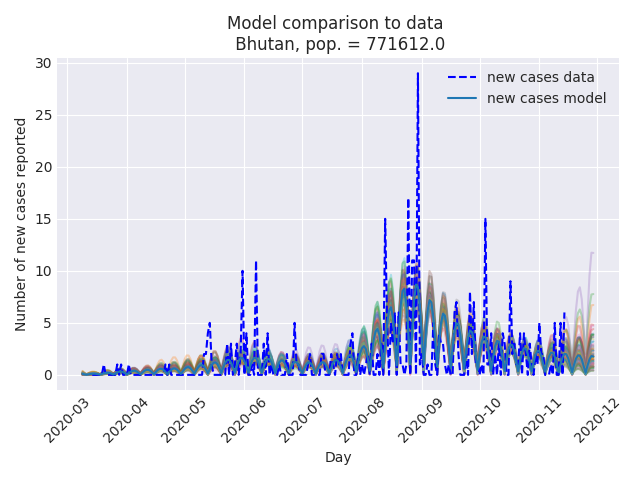 Model comparison to data
Bhutan, pop. = 771612.0
new cases data
new cases model
Number of new cases reported
30
25
20
15
10
5
0
2020-03
2020-04
2020-05
2020-06
2020-07
2020-08
2020-09
2020-10
2020-11
2020-12
Day